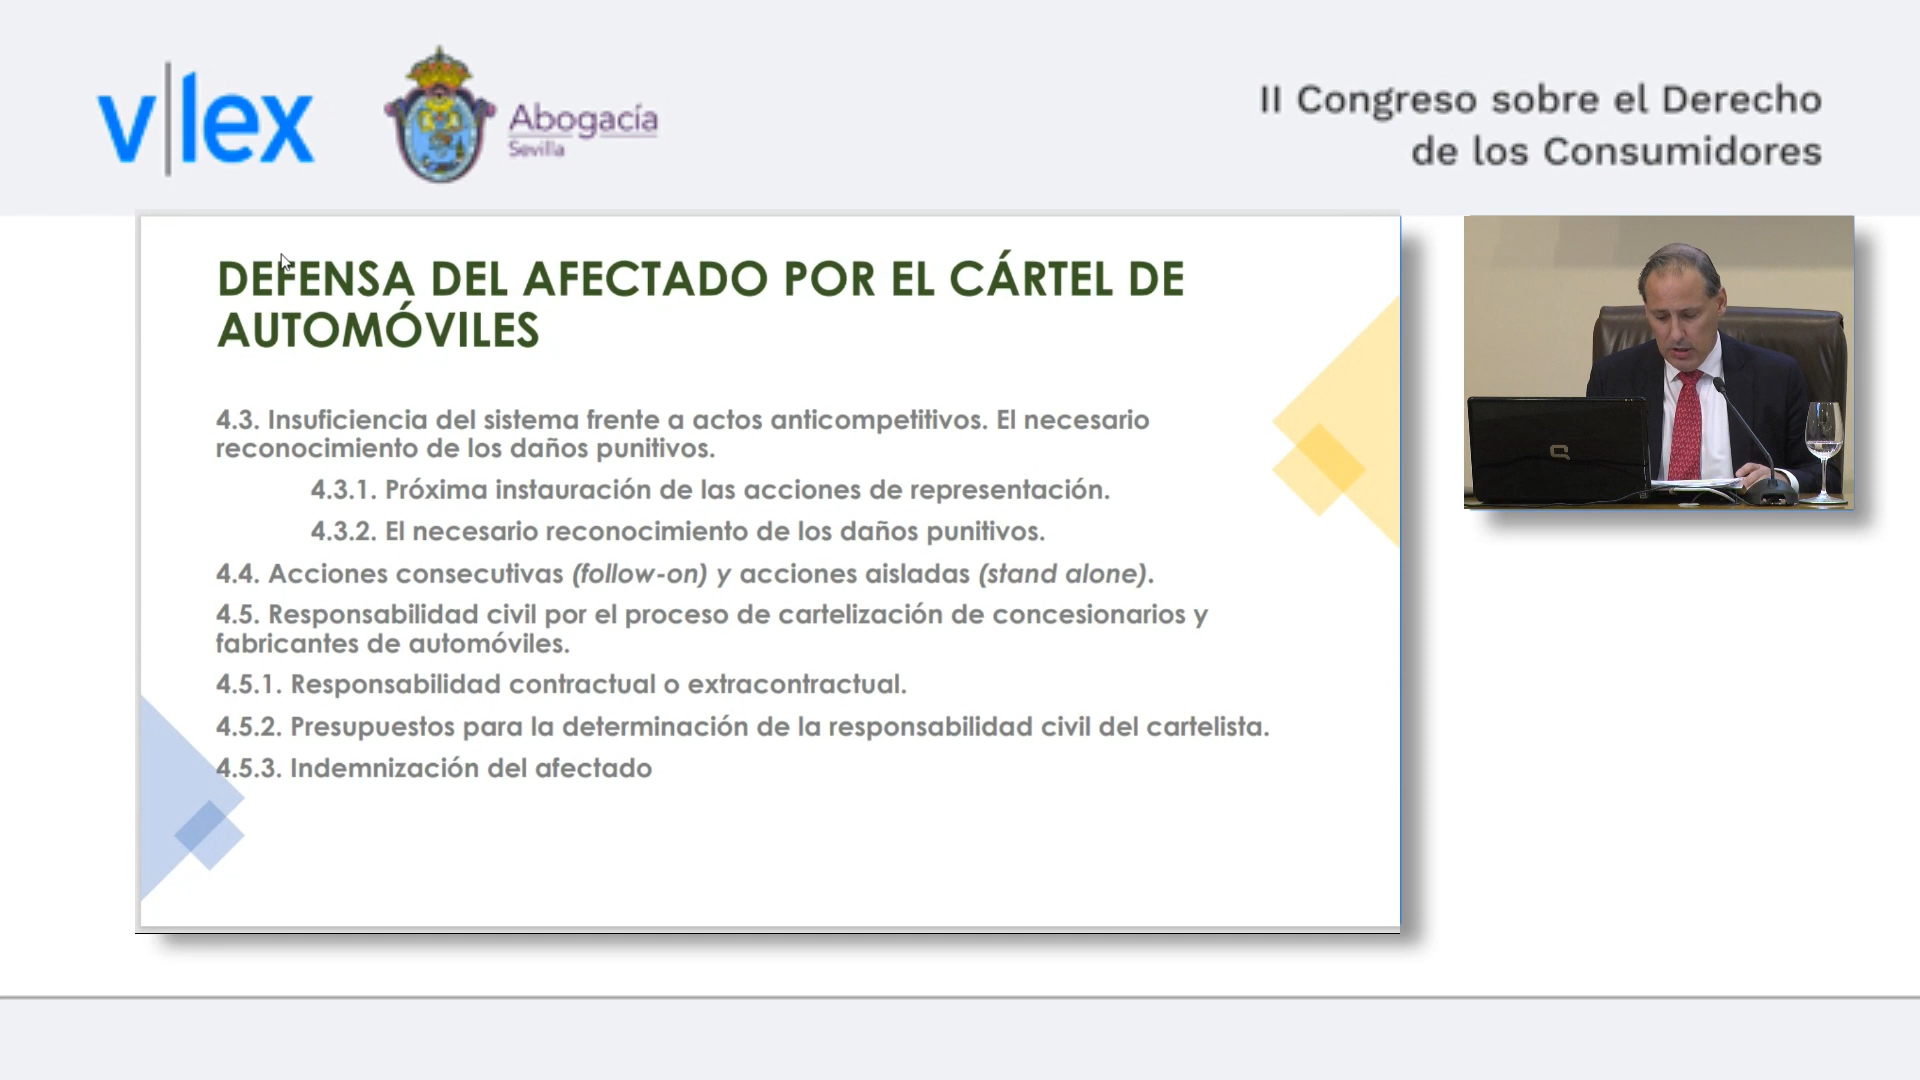 v|lex
Abogacía
Sevilla
II Congreso sobre el Derecho
de los Consumidores
DEFENSA DEL AFECTADO POR EL CÁRTEL DE
AUTOMÓVILES
4.3. Insuficiencia del sistema frente a actos anticompetitivos. El necesario
reconocimiento de los daños punitivos.
4.3.1. Próxima instauración de las acciones de representación.
4.3.2. El necesario reconocimiento de los daños punitivos.
4.4. Acciones consecutivas (follow-on) y acciones aisladas (stand alone).
4.5. Responsabilidad civil por el proceso de cartelización de concesionarios y
fabricantes de automóviles.
4.5.1. Responsabilidad contractual o extracontractual.
4.5.2. Presupuestos para la determinación de la responsabilidad civil del cartelista.
4.5.3. Indemnización del afectado